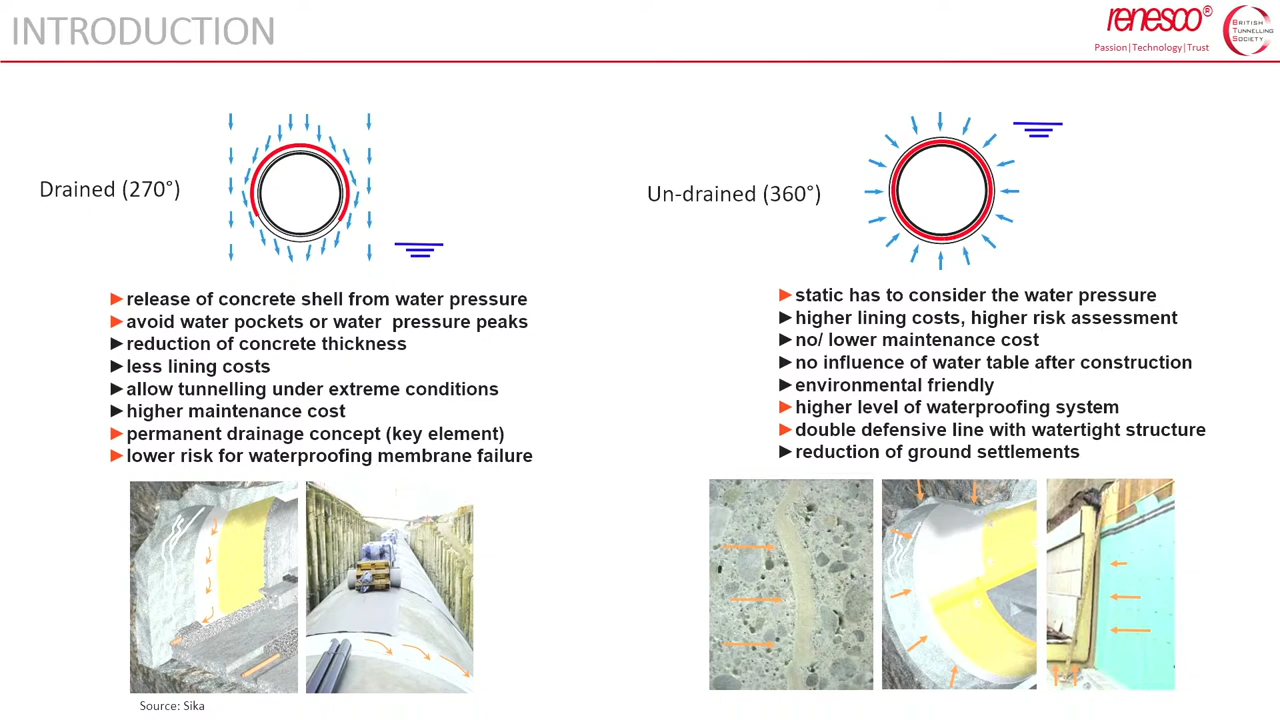 INTRODUCTION
renesco®
Passion|Technology|Trust
BRITISH
TUNNELLING
SOCIETY
Drained (270°)
release of concrete shell from water pressure
avoid water pockets or water pressure peaks
reduction of concrete thickness
less lining costs
allow tunnelling under extreme conditions
higher maintenance cost
permanent drainage concept (key element)
lower risk for waterproofing membrane failure
Source: Sika
Un-drained (360°)
static has to consider the water pressure
higher lining costs, higher risk assessment
no/ lower maintenance cost
no influence of water table after construction
environmental friendly
higher level of waterproofing system
double defensive line with watertight structure
reduction of ground settlements